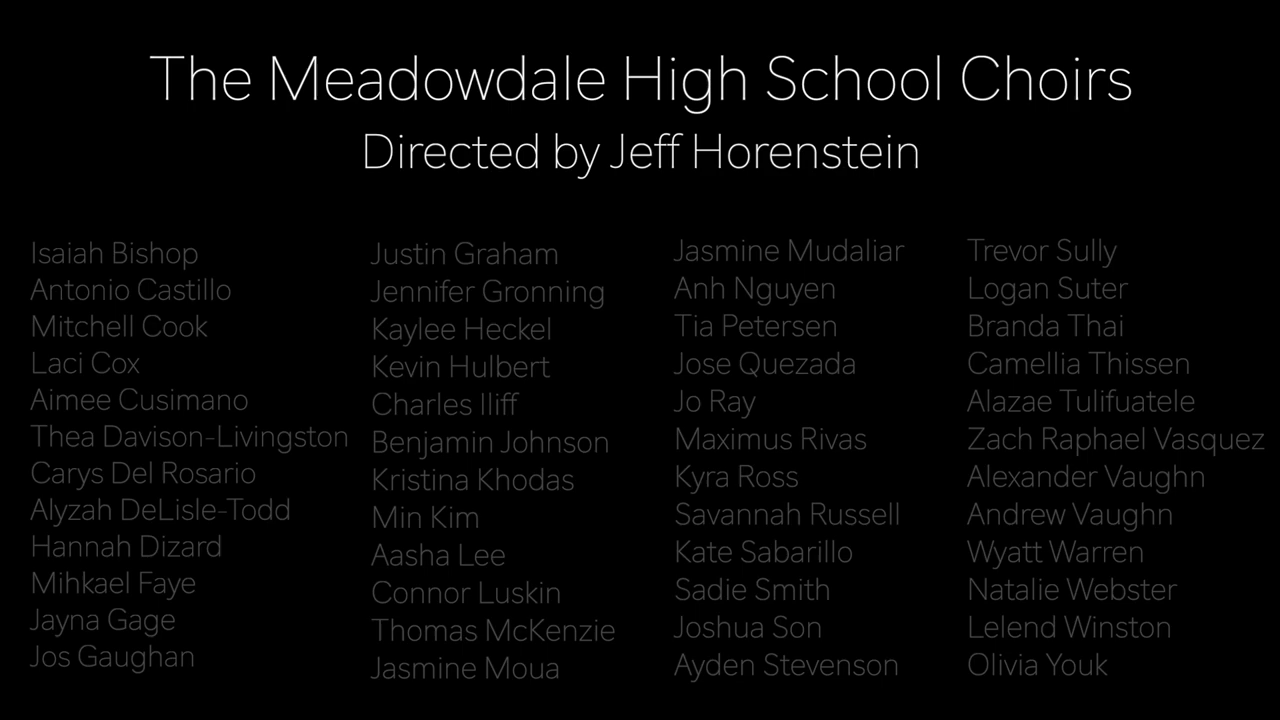 The Meadowdale High School Choirs
Directed by Jeff Horenstein
Isaiah Bishop
Antonio Castillo
Mitchell Cook
Laci Cox
Aimee Cusimano
Thea Davison-Livingston
Carys Del Rosario
Alyzah DeLisle-Todd
Hannah Dizard
Mihkael Faye
Jayna Gage
Jos Gaughan
Justin Graham
Jennifer Gronning
Kaylee Heckel
Kevin Hulbert
Charles Iliff
Benjamin Johnson
Kristina Khodas
Min Kim
Aasha Lee
Connor Luskin
Thomas McKenzie
Jasmine Moua
Jasmine Mudaliar
Anh Nguyen
Tia Petersen
Jose Quezada
Jo Ray
Maximus Rivas
Kyra Ross
Savannah Russell
Kate Sabarillo
Sadie Smith
Joshua Son
Ayden Stevenson
Trevor Sully
Logan Suter
Branda Thai
Camellia Thissen
Alazae Tulifuatele
Zach Raphael Vasquez
Alexander Vaughn
Andrew Vaughn
Wyatt Warren
Natalie Webster
Lelend Winston
Olivia Youk